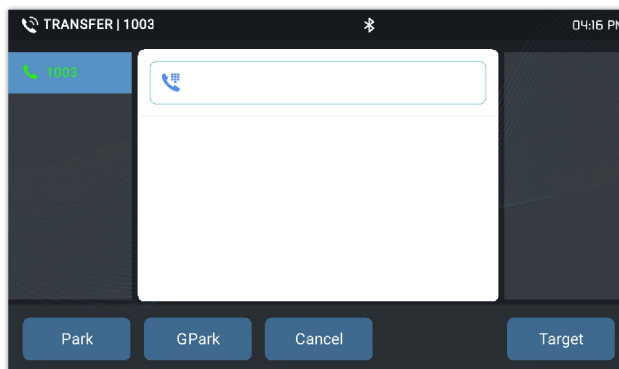 TRANSFER | 1003
04:16 PM
1003
Park
GPark
Cancel
Target